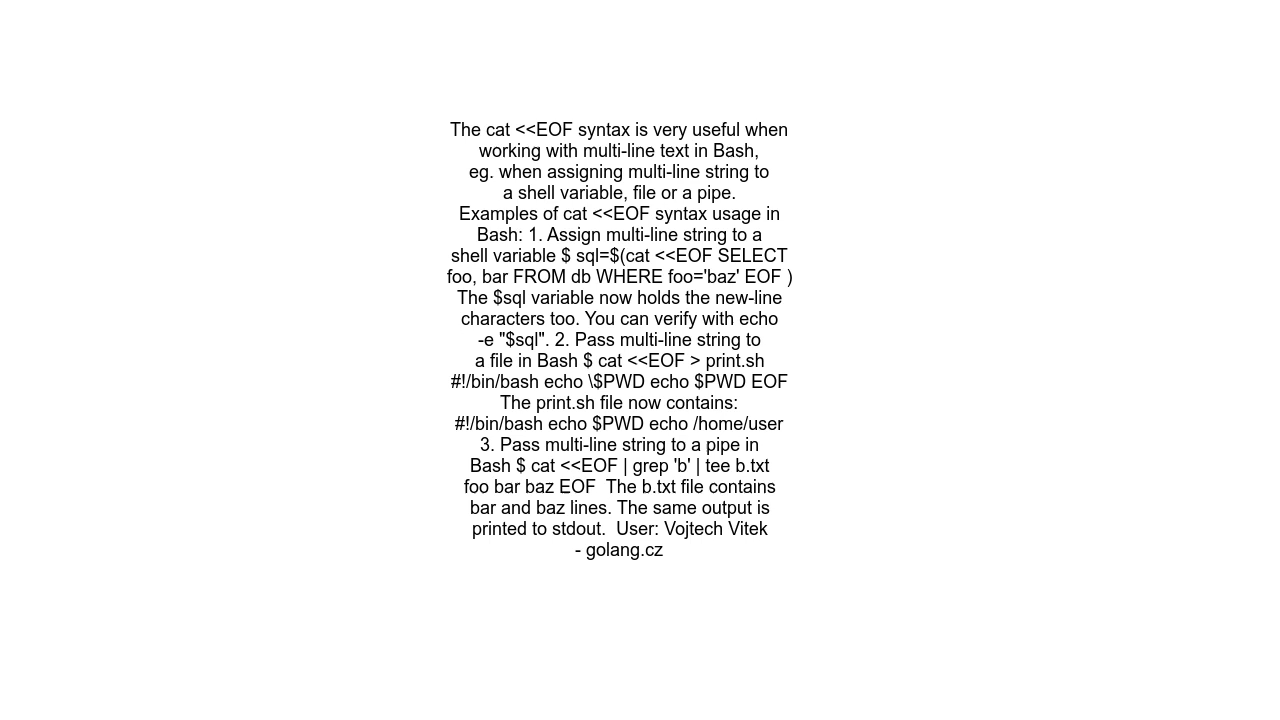 The cat <<EOF syntax is very useful when
working with multi-line text in Bash,
eg. when assigning multi-line string to
a shell variable, file or a pipe.
Examples of cat <<EOF syntax usage in
Bash: 1. Assign multi-line string to a
shell variable $ sql=$(cat <<EOF SELECT
foo, bar FROM db WHERE foo='baz' EOF )
The $sql variable now holds the new-line
characters too. You can verify with echo
-e "$sql". 2. Pass multi-line string to
a file in Bash $ cat <<EOF > print.sh
#!/bin/bash echo \$PWD echo $PWD EOF
The print.sh file now contains:
#!/bin/bash echo $PWD echo /home/user
3. Pass multi-line string to a pipe in
Bash $ cat <<EOF | grep 'b' | tee b.txt
foo bar baz EOF  The b.txt file contains
bar and baz lines. The same output is
printed to stdout.  User: Vojtech Vitek
- golang.cz